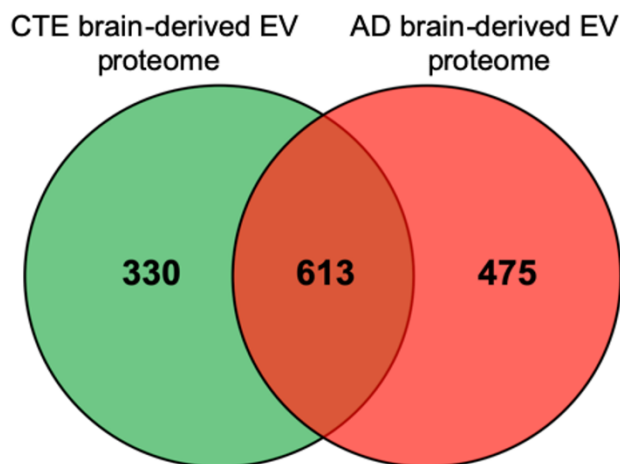 CTE brain-derived EV
proteome
AD brain-derived EV
proteome
330
613
475